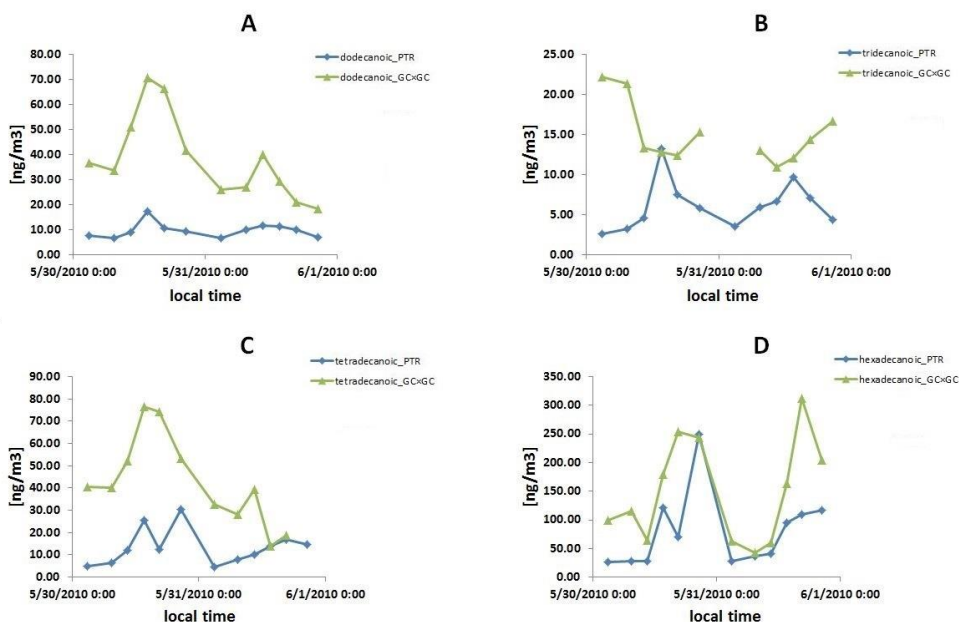 A
80.00
70.00
60.00
50.00
40.00
30.00
20.00
10.00
0.00
[ng/m3]
dodecanoic_PTR
dodecanoic_GC×GC
5/30/2010 0:00 5/31/2010 0:00 6/1/2010 0:00
local time
B
25.00
20.00
15.00
10.00
5.00
0.00
[ng/m3]
tridecanoic_PTR
tridecanoic_GC×GC
5/30/2010 0:00 5/31/2010 0:00 6/1/2010 0:00
local time
C
90.00
80.00
70.00
60.00
50.00
40.00
30.00
20.00
10.00
0.00
[ng/m3]
tetradecanoic_PTR
tetradecanoic_GC×GC
5/30/2010 0:00 5/31/2010 0:00 6/1/2010 0:00
local time
D
350.00
300.00
250.00
200.00
150.00
100.00
50.00
0.00
[ng/m3]
hexadecanoic_PTR
hexadecanoic_GC×GC
5/30/2010 0:00 5/31/2010 0:00 6/1/2010 0:00
local time